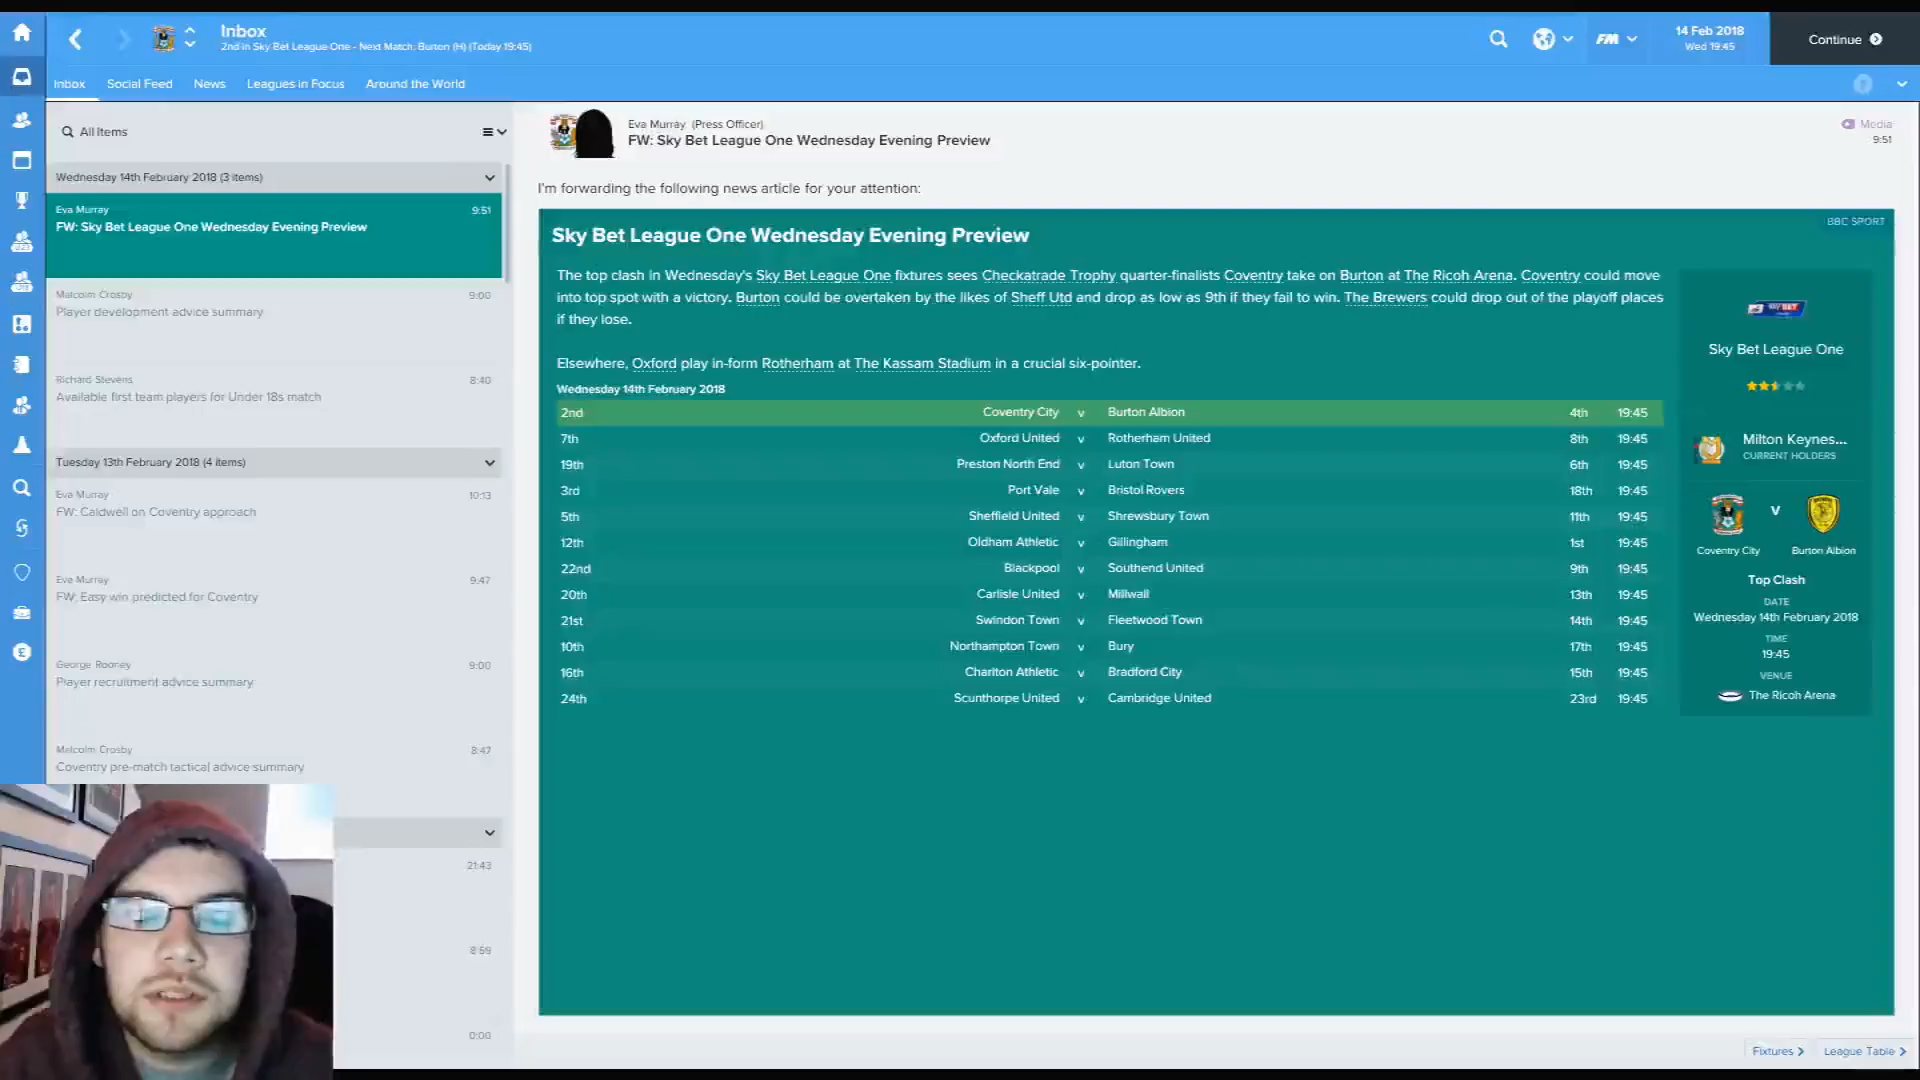 Inbox
2nd in Sky Bet League One - Next Match: Burton (H) (Today 19:45)
FM
14 Feb 2018
Wed 19:45
Continue
Inbox
Social Feed
News
Leagues in Focus
Around the World
All Items
Wednesday 14th February 2018 (3 items)
Eva Murray 9:51
FW: Sky Bet League One Wednesday Evening Preview
Malcolm Crosby 9:00
Player development advice summary
Richard Stevens 8:40
Available first team players for Under 18s match
Tuesday 13th February 2018 (4 items)
Eva Murray 10:13
FW: Caldwell on Coventry approach
Eva Murray 9:47
FW: Easy win predicted for Coventry
George Rooney 9:00
Player recruitment advice summary
Malcolm Crosby 8:47
Coventry pre-match tactical advice summary
21:43
8:59
0:00
Eva Murray (Press Officer)
FW: Sky Bet League One Wednesday Evening Preview
Media
9:51
I'm forwarding the following news article for your attention:
BBC SPORT
Sky Bet League One Wednesday Evening Preview
The top clash in Wednesday's Sky Bet League One fixtures sees Checkatrade Trophy quarter-finalists Coventry take on Burton at The Ricoh Arena. Coventry could move
into top spot with a victory. Burton could be overtaken by the likes of Sheff Utd and drop as low as 9th if they fail to win. The Brewers could drop out of the playoff places
if they lose.
Elsewhere, Oxford play in-form Rotherham at The Kassam Stadium in a crucial six-pointer.
Wednesday 14th February 2018
2nd Coventry City v Burton Albion 4th 19:45
7th Oxford United v Rotherham United 8th 19:45
19th Preston North End v Luton Town 6th 19:45
3rd Port Vale v Bristol Rovers 18th 19:45
5th Sheffield United v Shrewsbury Town 11th 19:45
12th Oldham Athletic v Gillingham 1st 19:45
22nd Blackpool v Southend United 9th 19:45
20th Carlisle United v Millwall 13th 19:45
21st Swindon Town v Fleetwood Town 14th 19:45
10th Northampton Town v Bury 17th 19:45
16th Charlton Athletic v Bradford City 15th 19:45
24th Scunthorpe United v Cambridge United 23rd 19:45
sky BET
Sky Bet League One
Milton Keynes...
CURRENT HOLDERS
V
Coventry City
Burton Albion
Top Clash
DATE
Wednesday 14th February 2018
TIME
19:45
VENUE
The Ricoh Arena
Fixtures
League Table